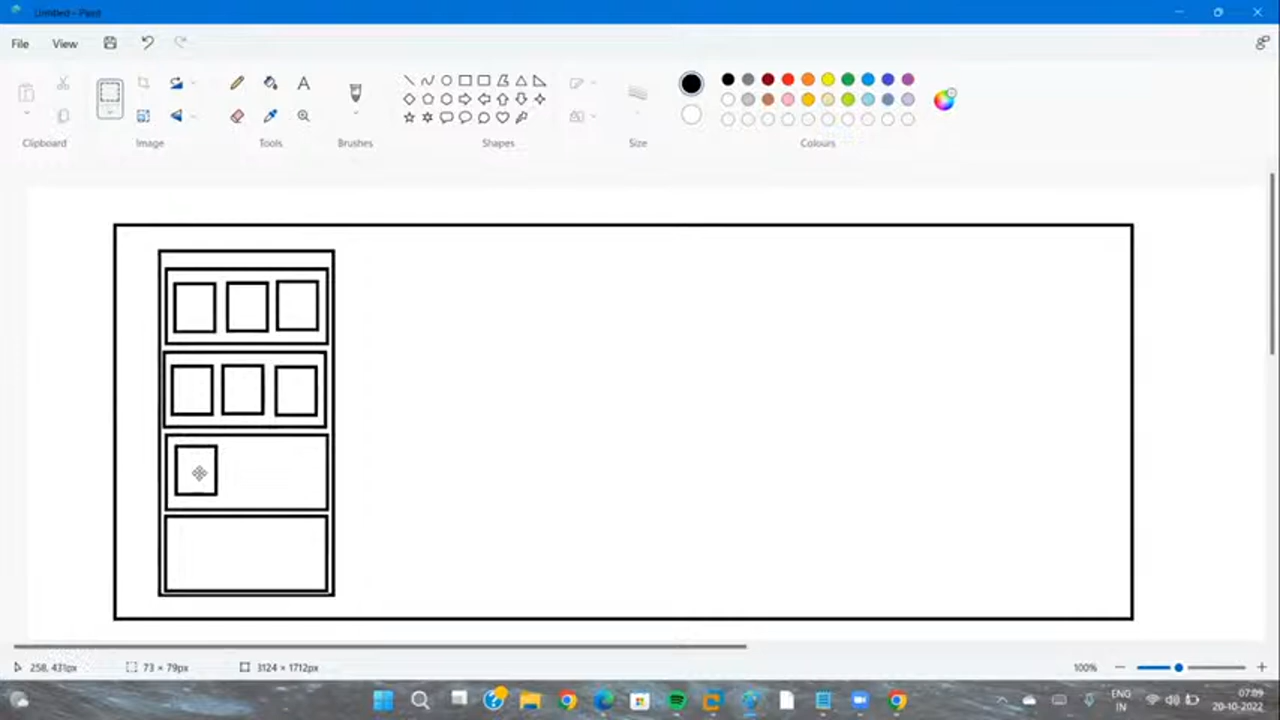 Untitled - Paint
File View
Clipboard Image Tools Brushes Shapes Size Colours
258, 431px 73 × 79px 3124 × 1712px 100%
ENG 07:09
IN 20-10-2022